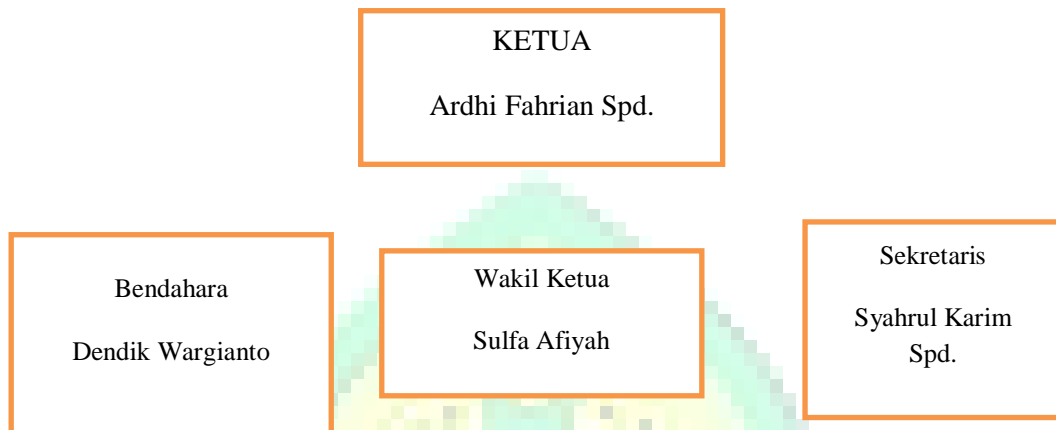 KETUA
Ardhi Fahrian Spd.
Bendahara
Dendik Wargianto
Wakil Ketua
Sulfa Afiyah
Sekretaris
Syahrul Karim
Spd.